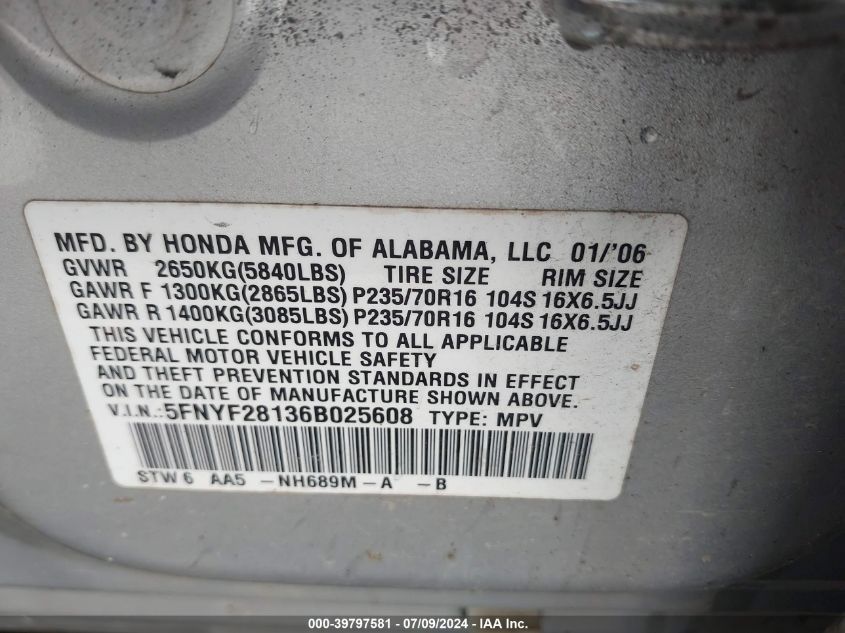 MFD. BY HONDA MFG. OF ALABAMA, LLC 01/'06
GVWR 2650KG(5840LBS) TIRE SIZE RIM SIZE
GAWR F 1300KG(2865LBS) P235/70R16 104S 16X6.5JJ
GAWR R 1400KG(3085LBS) P235/70R16 104S 16X6.5JJ
THIS VEHICLE CONFORMS TO ALL APPLICABLE
FEDERAL MOTOR VEHICLE SAFETY
AND THEFT PREVENTION STANDARDS IN EFFECT
ON THE DATE OF MANUFACTURE SHOWN ABOVE.
V.I.N.:5FNYF28136B025608 TYPE: MPV
STW 6 AA5 -NH689M-A -B
000-39797581 - 07/09/2024 - IAA Inc.